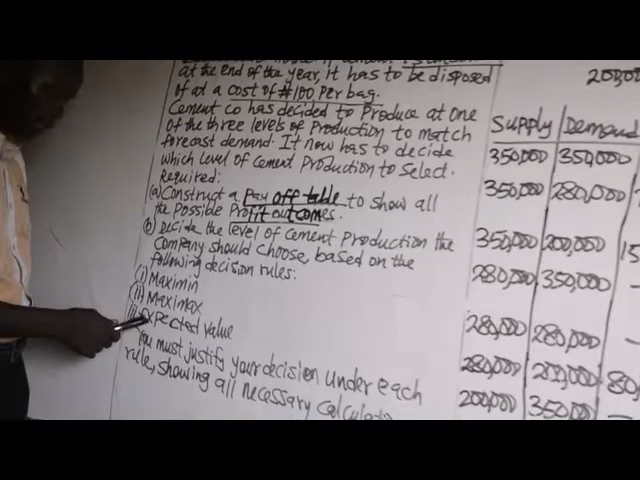 at the end of the year, it has to be disposed
of at a cost of #100 Per bag.
Cement co has decided to Produce at one
of the three levels of Production to match
forecast demand. It now has to decide
which level of cement Production to select.
Required:
(a) Construct a Pay off table to show all
the Possible Profit outcomes.
(b) Decide the level of cement Production the
Company should choose, based on the
following decision rules:
(i) Maximin
(ii) Maximax
Expected value
You must justify your decision under each
rule, showing all necessary
200,000
Supply Demand
350,000 350,000
350,000 280,000
350,000 200,000 15
280,000 350,000 —
280,000 280,000 —
280,000 200,000 80
200,000 350,000 —